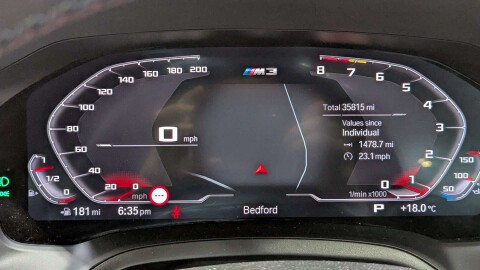 M3
200
180
160
140
120
100
80
60
40
20
0
mph
0 mph
8
7
6
5
4
3
2
1
0
1/min x1000
Total 35815 mi
Values since
Individual
1478.7 mi
23.1 mph
1
1/2
0
150
100
50
181 mi
6:35 pm
Bedford
P
+18.0 °C